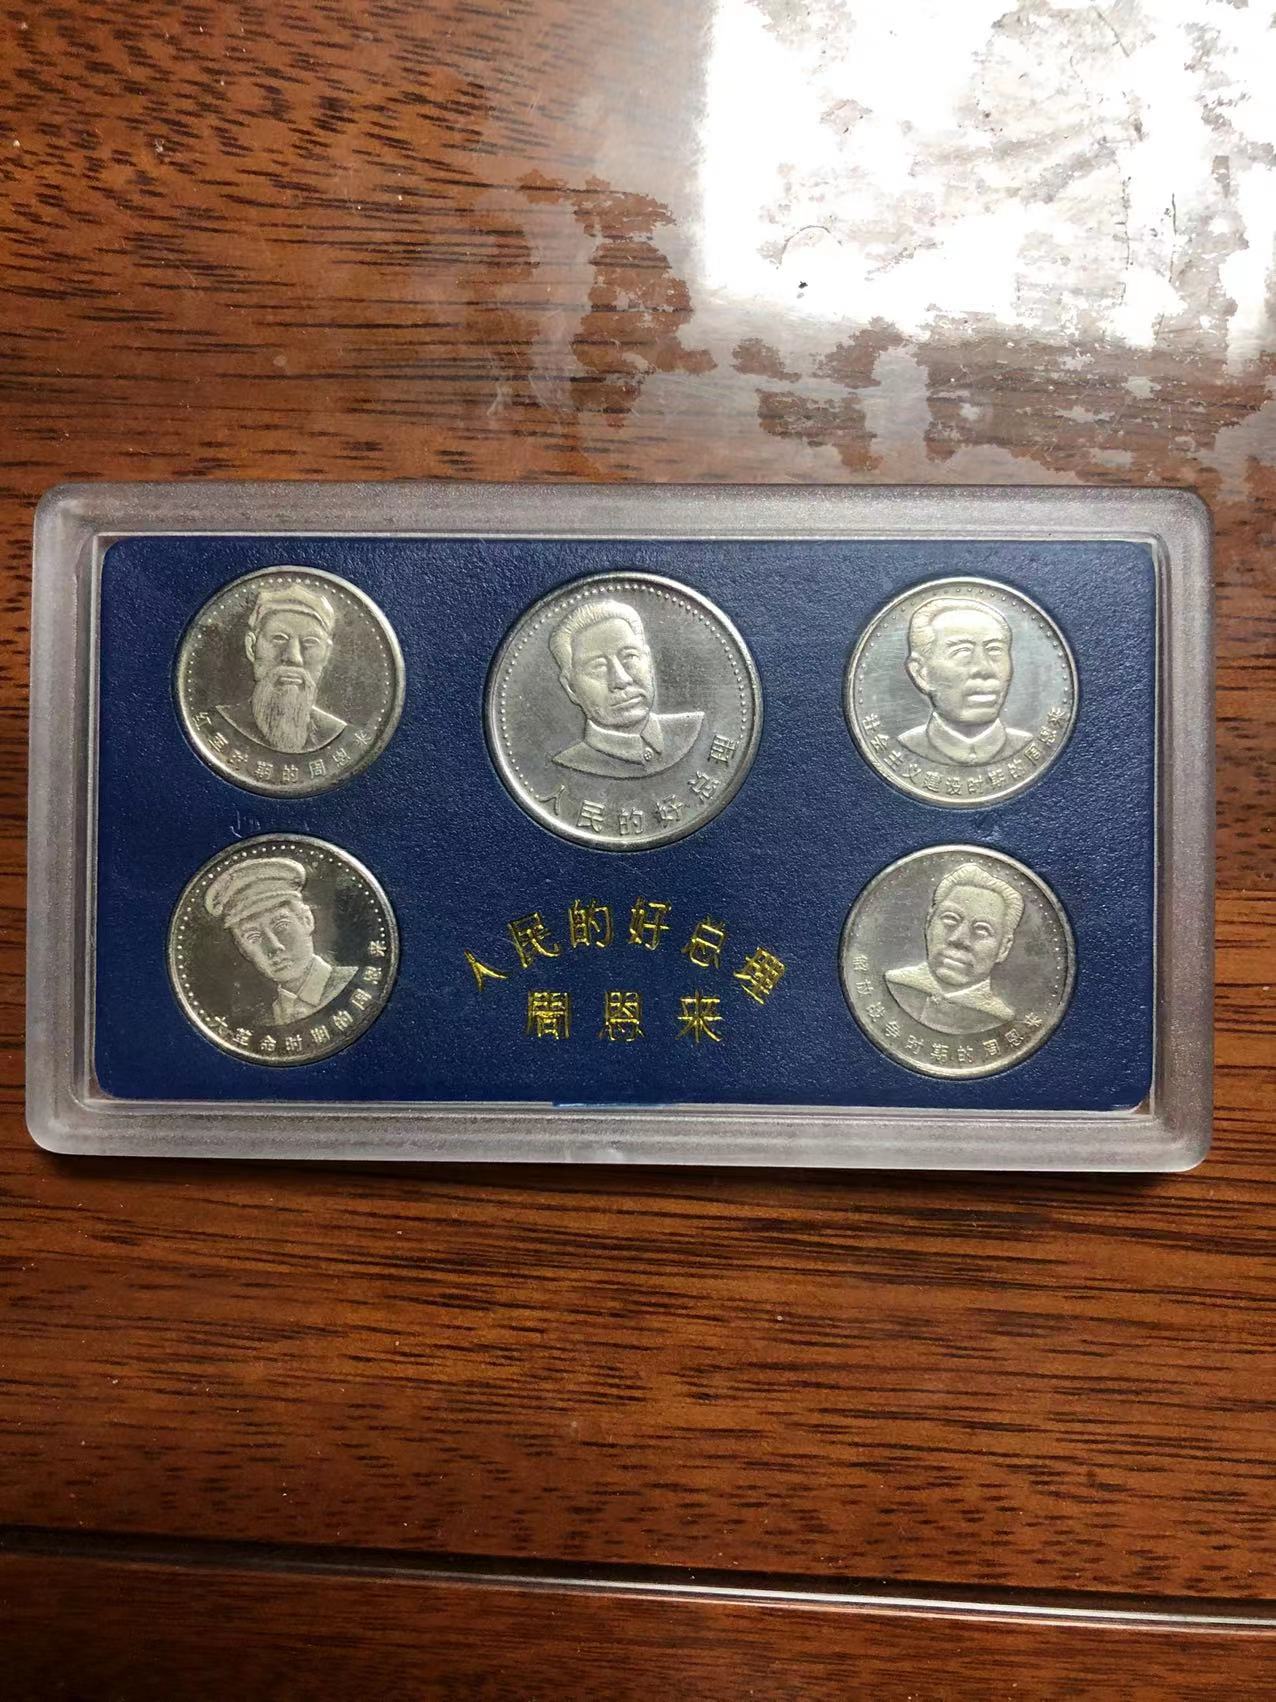 红军时期的周恩来
人民的好总理
社会主义建设时期的周恩来
大革命时期的周恩来
人民的好总理
周恩来
解放战争时期的周恩来